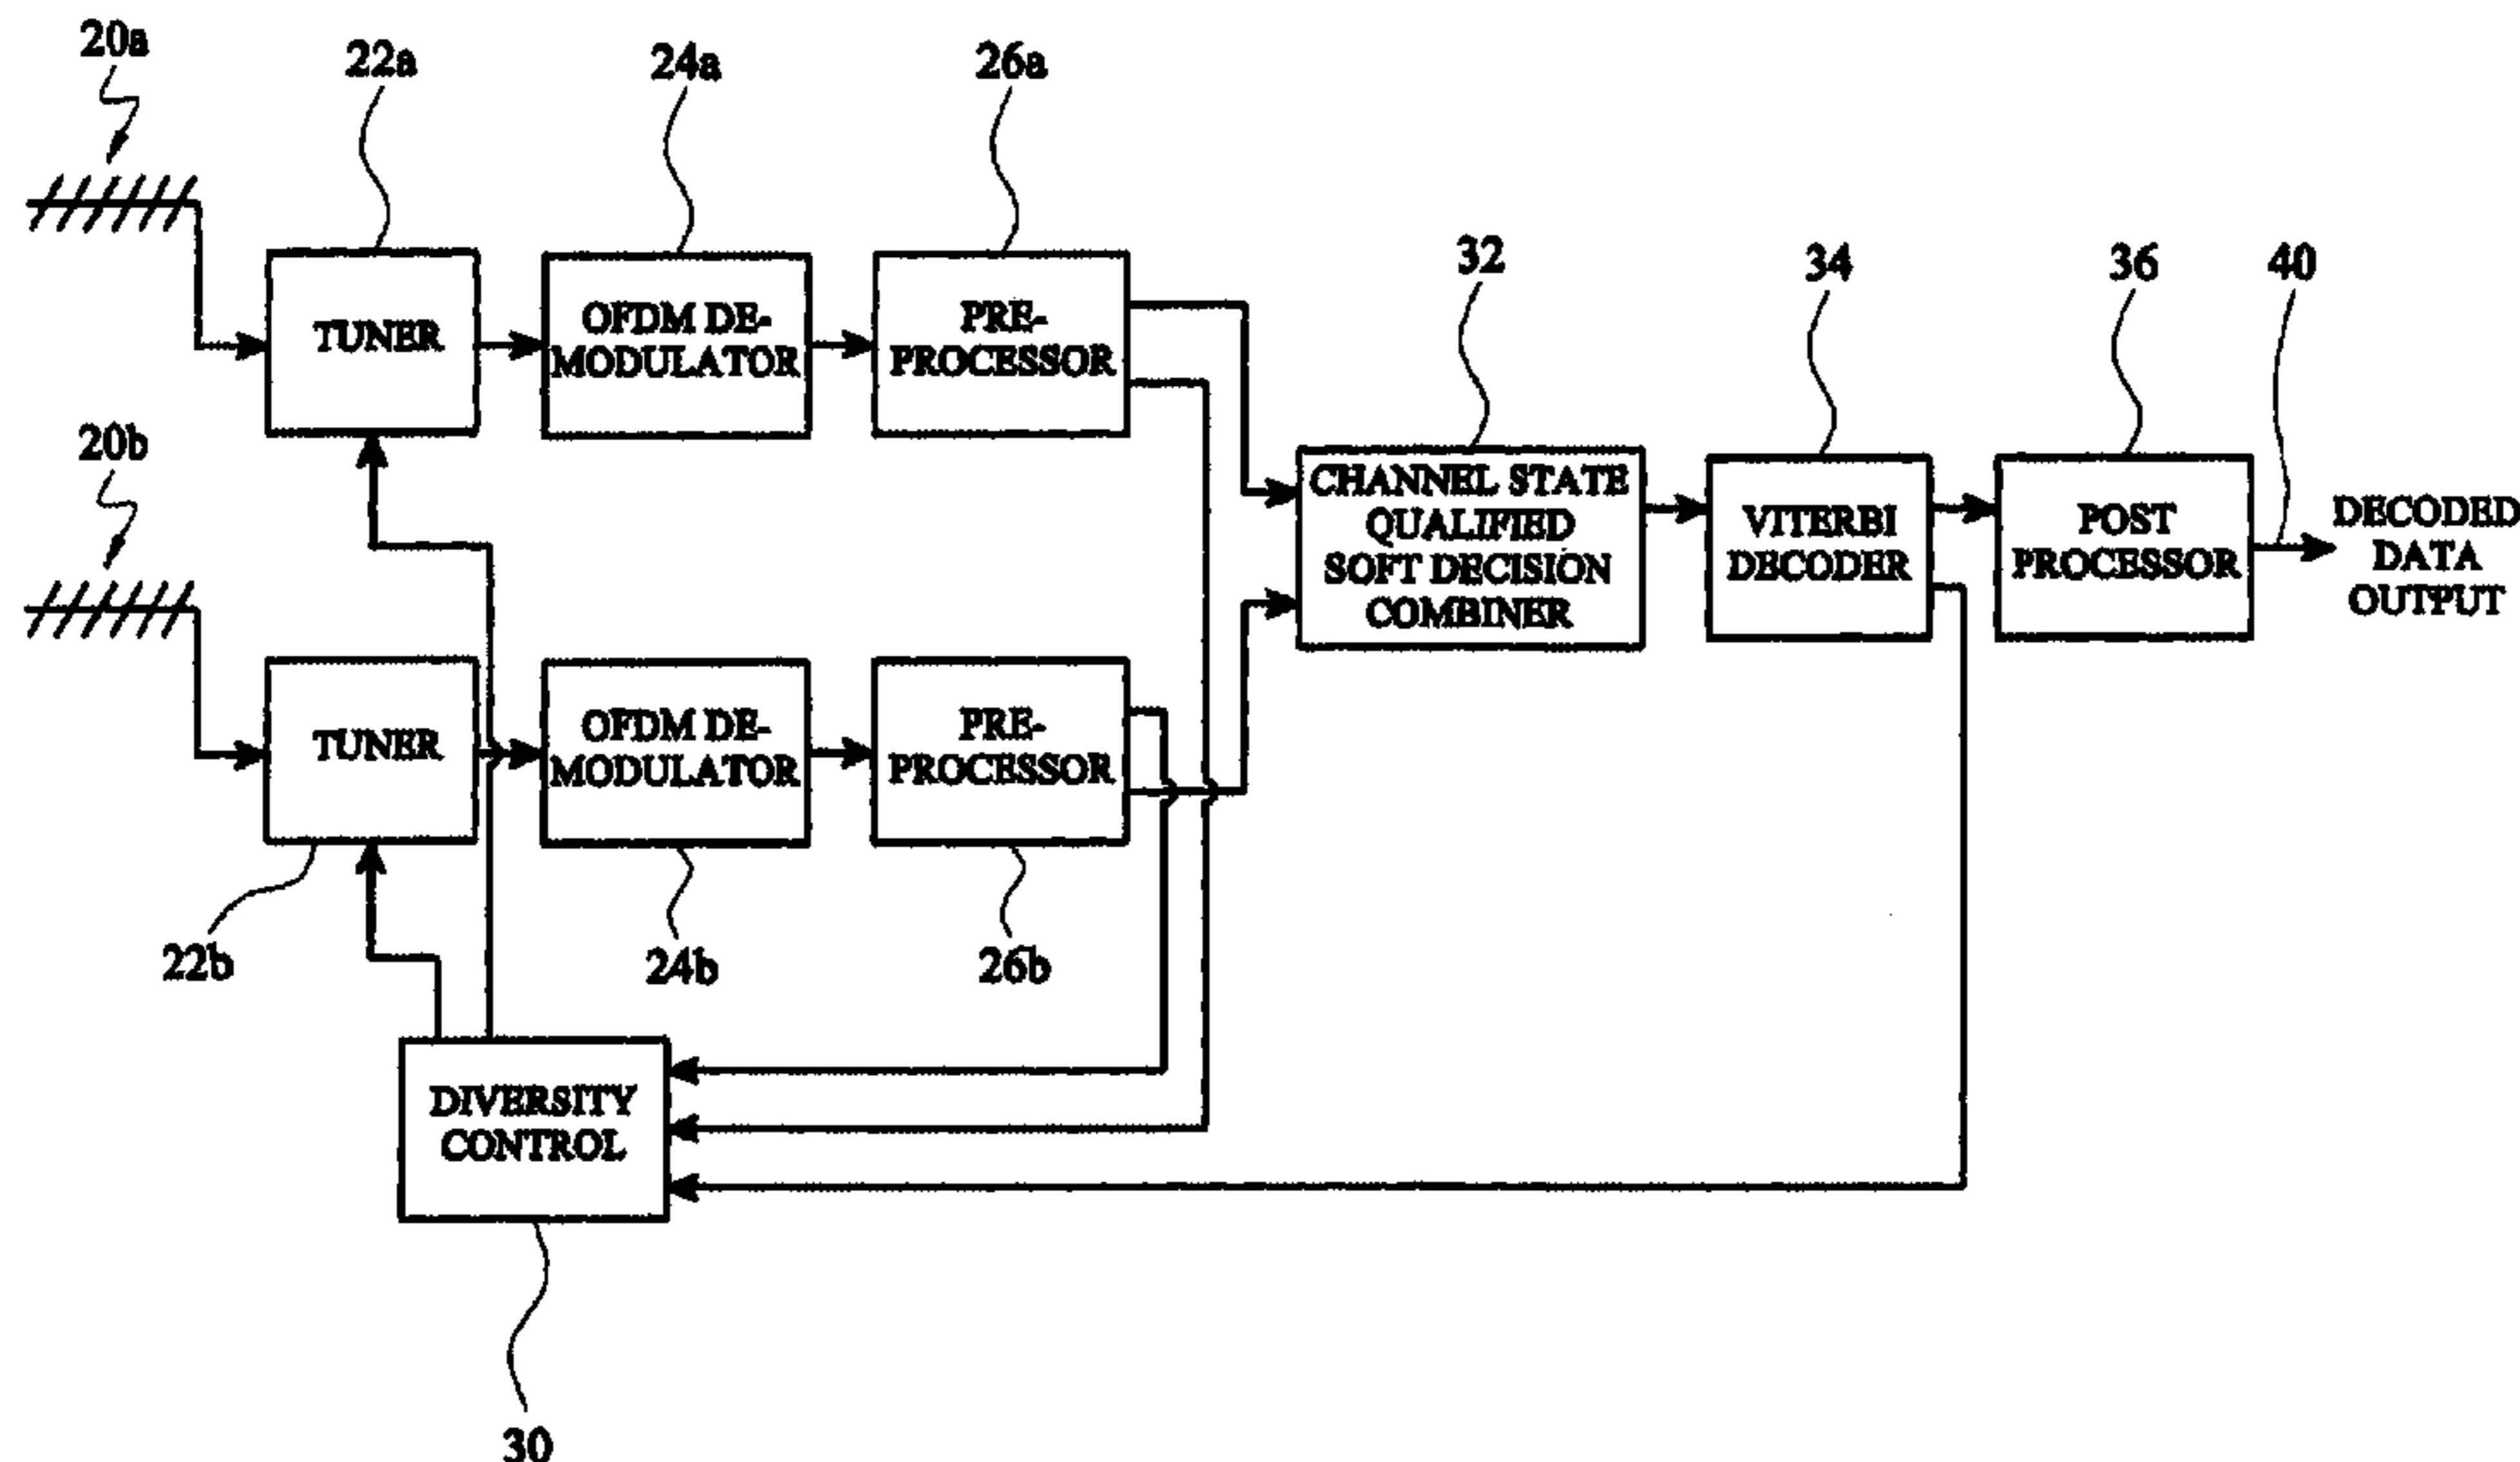 20a
22a
24a
26a
TUNER
OFDM DE-
MODULATOR
PRE-
PROCESSOR
32
34
36
40
20b
CHANNEL STATE
QUALIFIED
SOFT DECISION
COMBINER
VITERBI
DECODER
POST
PROCESSOR
DECODED
DATA
OUTPUT
TUNER
OFDM DE-
MODULATOR
PRE-
PROCESSOR
22b
24b
26b
DIVERSITY
CONTROL
30